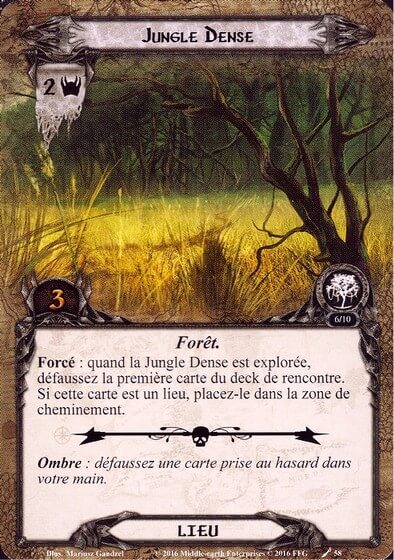 JUNGLE DENSE
2
3
6/10
Forêt.
Forcé : quand la Jungle Dense est explorée,
défaussez la première carte du deck de rencontre.
Si cette carte est un lieu, placez-le dans la zone de
cheminement.
Ombre : défaussez une carte prise au hasard dans
votre main.
LIEU
Illus. Mariusz Gandzel © 2016 Middle-earth Enterprises © 2016 FFG 58